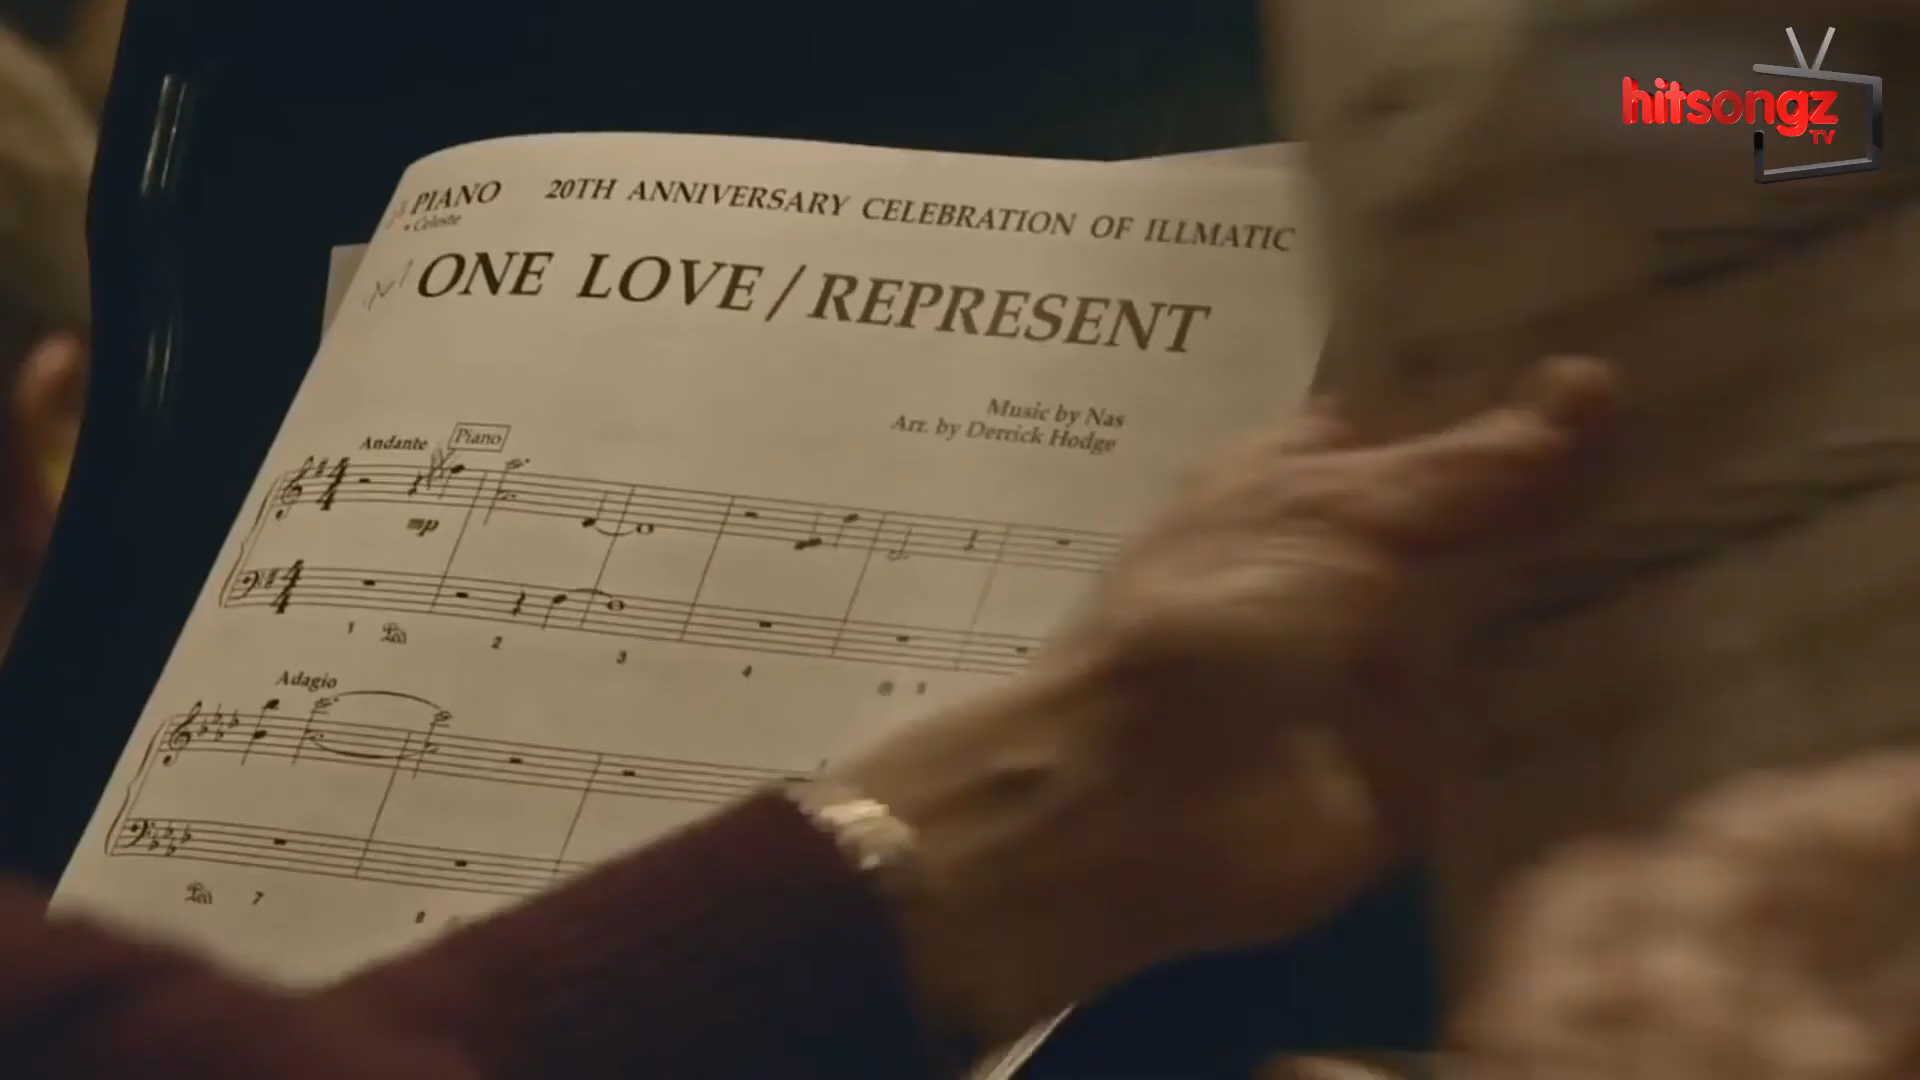 hitsongz
TV
PIANO
Celeste
20TH ANNIVERSARY CELEBRATION OF ILLMATIC
ONE LOVE / REPRESENT
Music by Nas
Arr. by Derrick Hodge
Andante
Piano
mp
1
2
3
4
Adagio
7
8